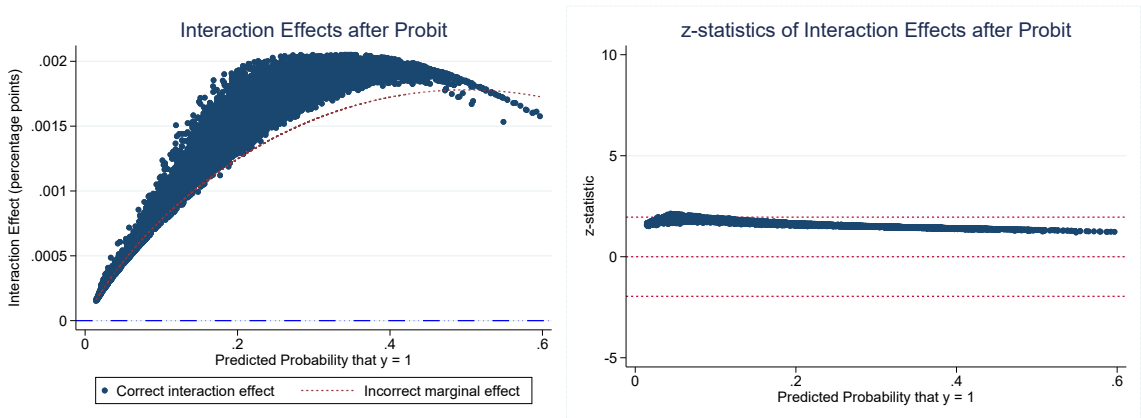 Interaction Effects after Probit
Interaction Effect (percentage points)
.002
.0015
.001
.0005
0
0
.2
.4
.6
Predicted Probability that y = 1
Correct interaction effect
Incorrect marginal effect
z-statistics of Interaction Effects after Probit
z-statistic
10
5
0
-5
0
.2
.4
.6
Predicted Probability that y = 1